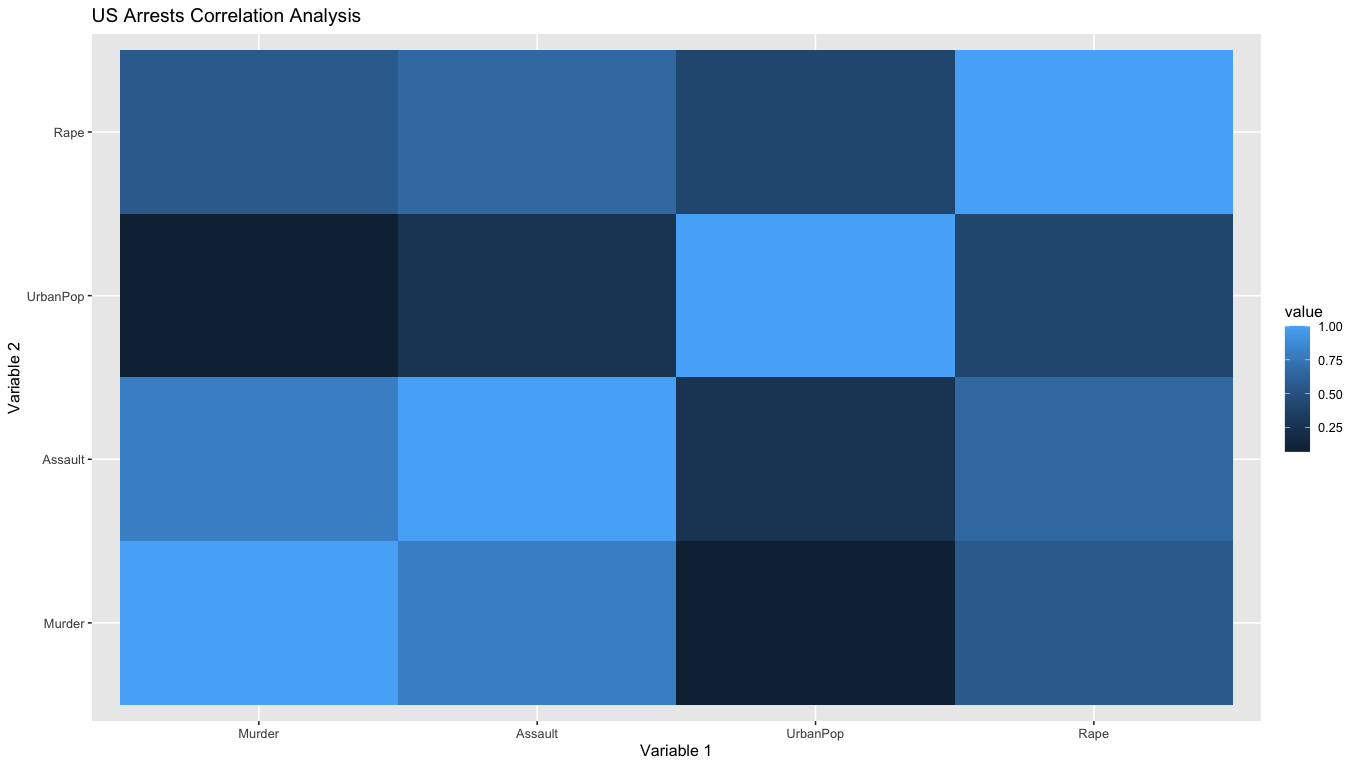 US Arrests Correlation Analysis
Rape
UrbanPop
Assault
Murder
Variable 2
Murder
Assault
UrbanPop
Rape
Variable 1
value
1.00
0.75
0.50
0.25